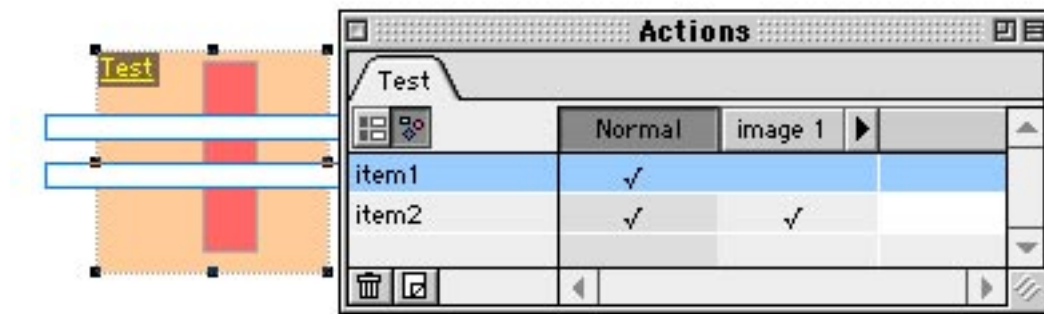 Actions
Test
Test
Normal image 1
item1 √
item2 √ √